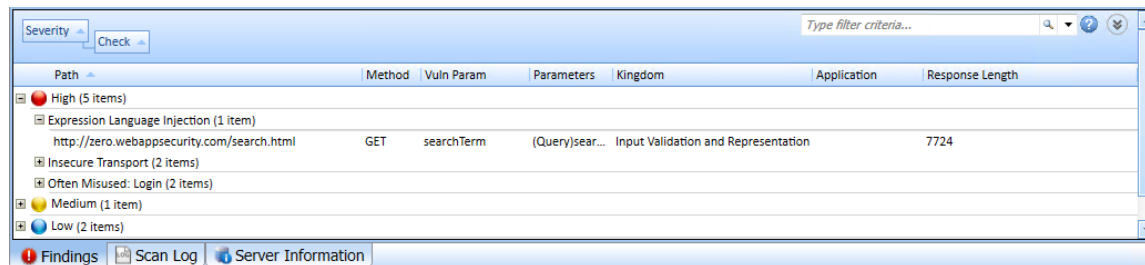 Severity
Check
Type filter criteria...
Path Method Vuln Param Parameters Kingdom Application Response Length
High (5 items)
Expression Language Injection (1 item)
http://zero.webappsecurity.com/search.html GET searchTerm (Query)sear... Input Validation and Representation 7724
Insecure Transport (2 items)
Often Misused: Login (2 items)
Medium (1 item)
Low (2 items)
Findings Scan Log Server Information